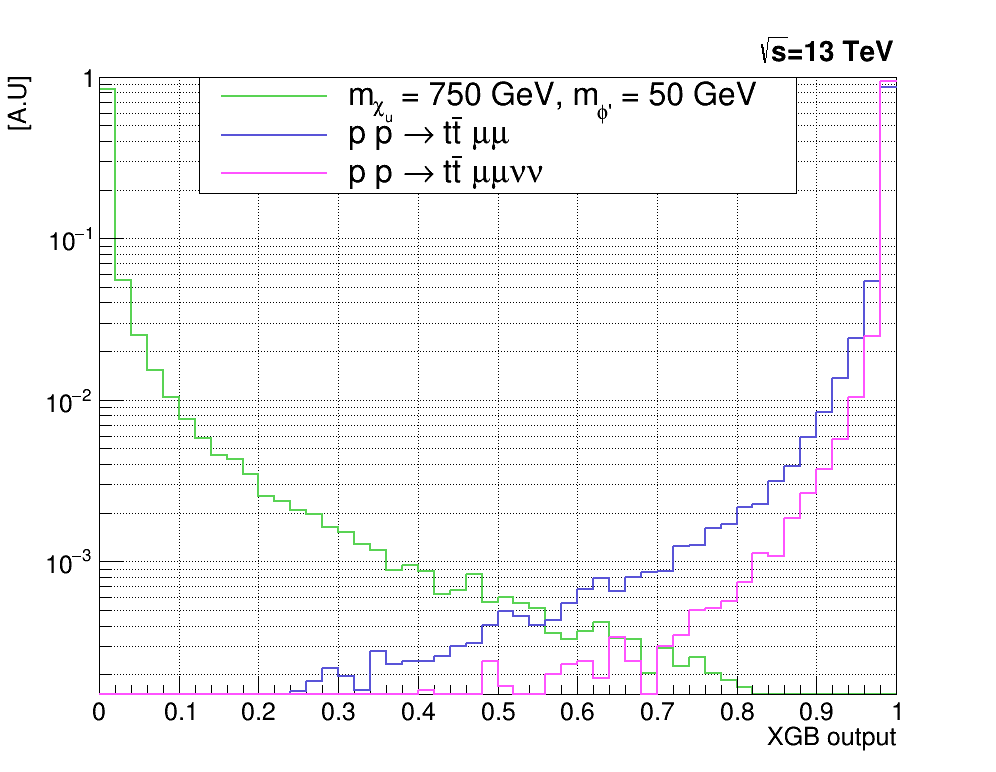 √s=13 TeV
[A.U]
m_χ_u = 750 GeV, m_ϕ' = 50 GeV
p p → tt̄ μμ
p p → tt̄ μμνν
1
10⁻¹
10⁻²
10⁻³
0 0.1 0.2 0.3 0.4 0.5 0.6 0.7 0.8 0.9 1
XGB output